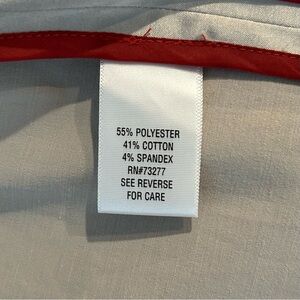 55% POLYESTER
41% COTTON
4% SPANDEX
RN#73277
SEE REVERSE
FOR CARE